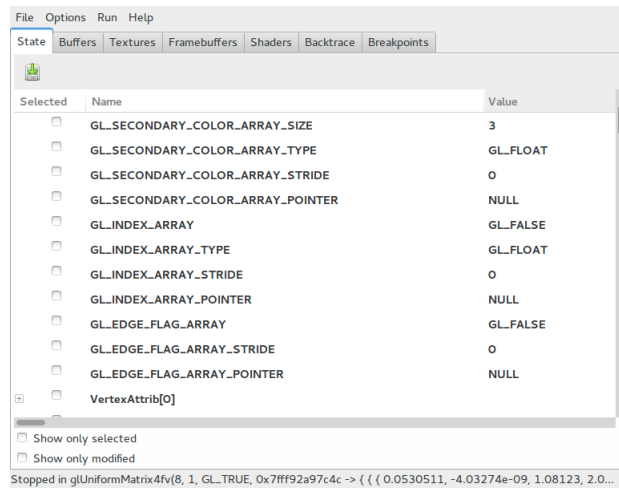 File Options Run Help
State Buffers Textures Framebuffers Shaders Backtrace Breakpoints
Selected Name Value
GL_SECONDARY_COLOR_ARRAY_SIZE 3
GL_SECONDARY_COLOR_ARRAY_TYPE GL_FLOAT
GL_SECONDARY_COLOR_ARRAY_STRIDE 0
GL_SECONDARY_COLOR_ARRAY_POINTER NULL
GL_INDEX_ARRAY GL_FALSE
GL_INDEX_ARRAY_TYPE GL_FLOAT
GL_INDEX_ARRAY_STRIDE 0
GL_INDEX_ARRAY_POINTER NULL
GL_EDGE_FLAG_ARRAY GL_FALSE
GL_EDGE_FLAG_ARRAY_STRIDE 0
GL_EDGE_FLAG_ARRAY_POINTER NULL
VertexAttrib[0]
Show only selected
Show only modified
Stopped in glUniformMatrix4fv(8, 1, GL_TRUE, 0x7fff92a97c4c -> { { { 0.0530511, -4.03274e-09, 1.08123, 2.0...